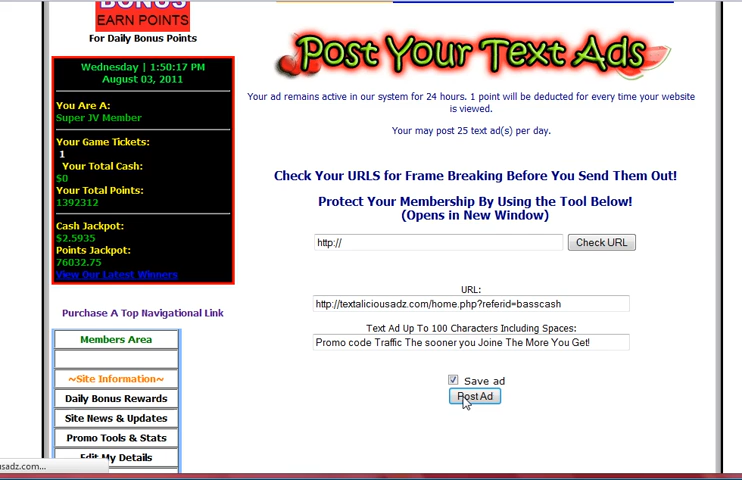 BONUS
EARN POINTS
For Daily Bonus Points
Wednesday | 1:50:17 PM
August 03, 2011
You Are A:
Super JV Member
Your Game Tickets:
1
Your Total Cash:
$0
Your Total Points:
1392312
Cash Jackpot:
$2.5935
Points Jackpot:
76032.75
View Our Latest Winners
Purchase A Top Navigational Link
Members Area
~Site Information~
Daily Bonus Rewards
Site News & Updates
Promo Tools & Stats
Edit My Details
usadz.com...
Post Your Text Ads
Your ad remains active in our system for 24 hours. 1 point will be deducted for every time your website
is viewed.
Your may post 25 text ad(s) per day.
Check Your URLS for Frame Breaking Before You Send Them Out!
Protect Your Membership By Using the Tool Below!
(Opens in New Window)
http://
Check URL
URL:
http://textaliciousadz.com/home.php?referid=basscash
Text Ad Up To 100 Characters Including Spaces:
Promo code Traffic The sooner you Joine The More You Get!
Save ad
Post Ad